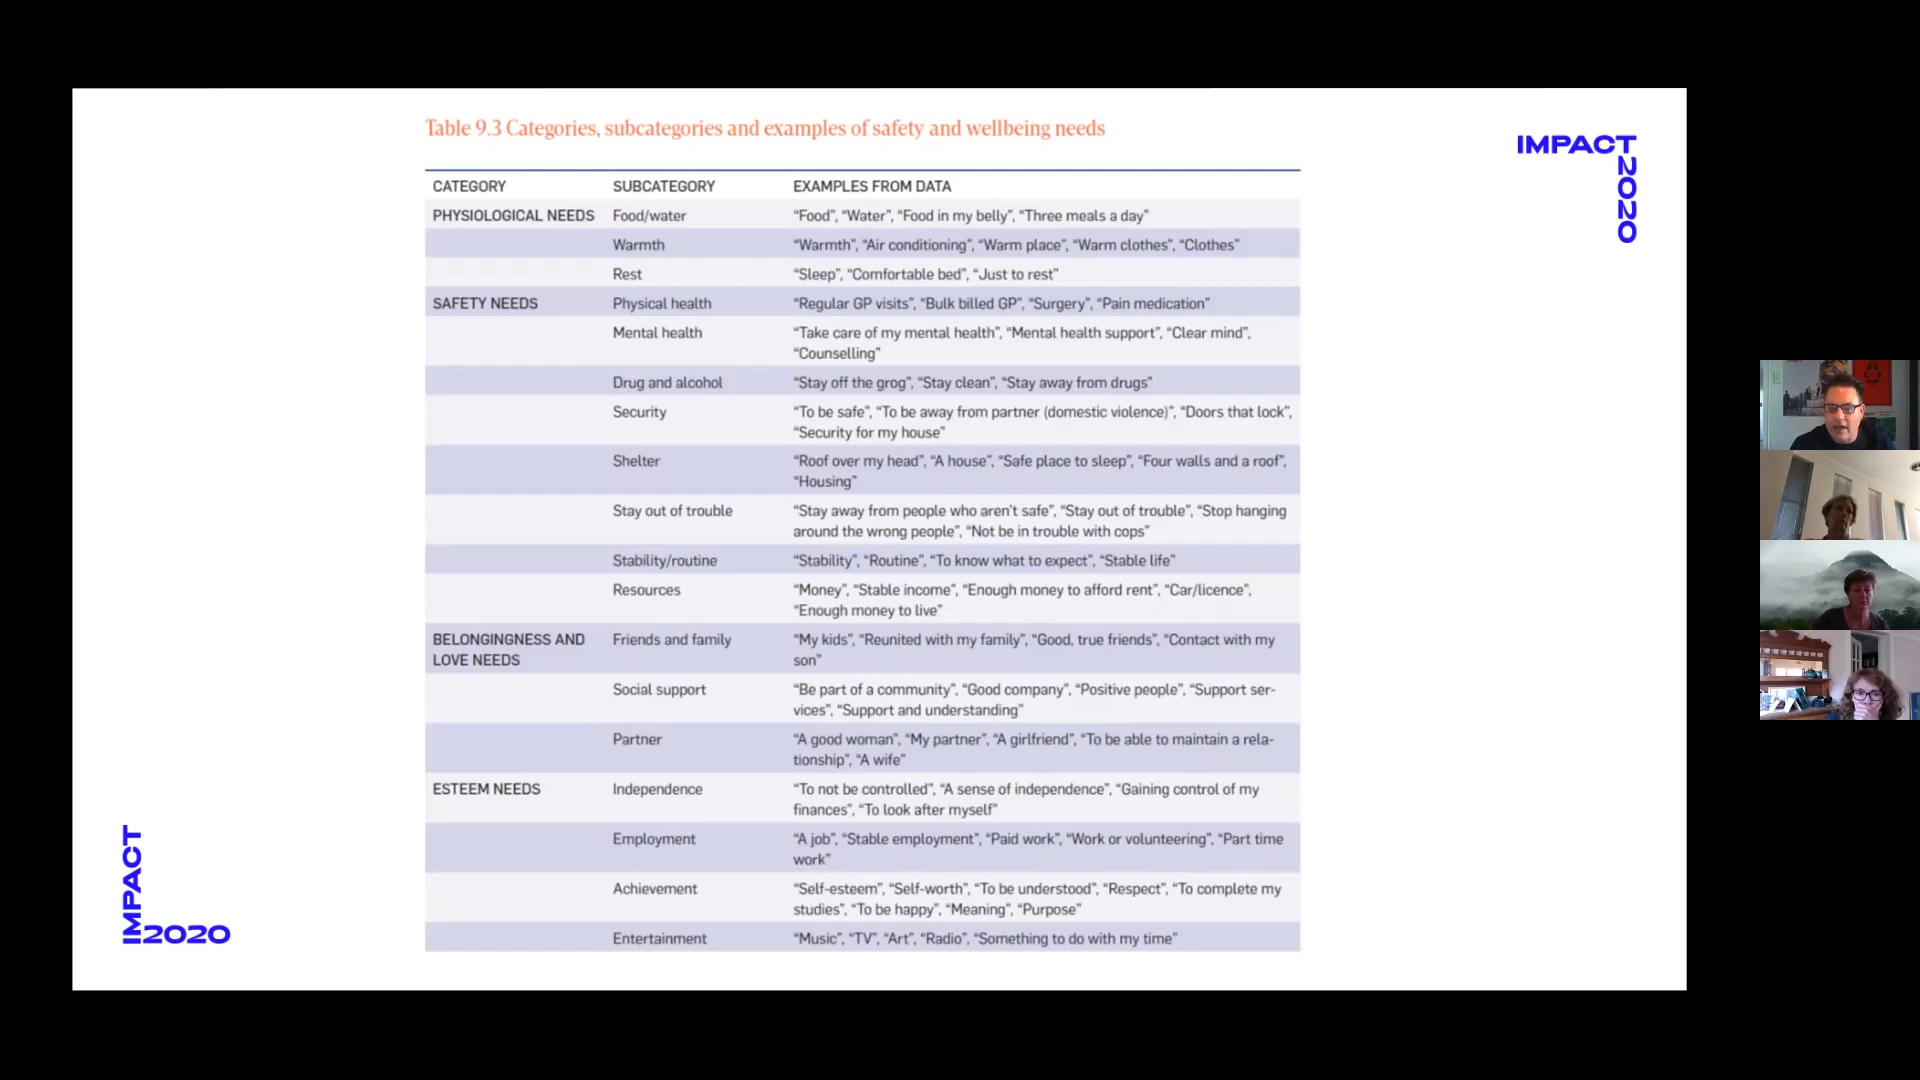 Table 9.3 Categories, subcategories and examples of safety and wellbeing needs
IMPACT
2020
CATEGORY SUBCATEGORY EXAMPLES FROM DATA
PHYSIOLOGICAL NEEDS Food/water “Food”, “Water”, “Food in my belly”, “Three meals a day”
Warmth “Warmth”, “Air conditioning”, “Warm place”, “Warm clothes”, “Clothes”
Rest “Sleep”, “Comfortable bed”, “Just to rest”
SAFETY NEEDS Physical health “Regular GP visits”, “Bulk billed GP”, “Surgery”, “Pain medication”
Mental health “Take care of my mental health”, “Mental health support”, “Clear mind”,
“Counselling”
Drug and alcohol “Stay off the grog”, “Stay clean”, “Stay away from drugs”
Security “To be safe”, “To be away from partner (domestic violence)”, “Doors that lock”,
“Security for my house”
Shelter “Roof over my head”, “A house”, “Safe place to sleep”, “Four walls and a roof”,
“Housing”
Stay out of trouble “Stay away from people who aren’t safe”, “Stay out of trouble”, “Stop hanging
around the wrong people”, “Not be in trouble with cops”
Stability/routine “Stability”, “Routine”, “To know what to expect”, “Stable life”
Resources “Money”, “Stable income”, “Enough money to afford rent”, “Car/licence”,
“Enough money to live”
BELONGINGNESS AND Friends and family “My kids”, “Reunited with my family”, “Good, true friends”, “Contact with my
LOVE NEEDS son”
Social support “Be part of a community”, “Good company”, “Positive people”, “Support ser-
vices”, “Support and understanding”
Partner “A good woman”, “My partner”, “A girlfriend”, “To be able to maintain a rela-
tionship”, “A wife”
ESTEEM NEEDS Independence “To not be controlled”, “A sense of independence”, “Gaining control of my
finances”, “To look after myself”
Employment “A job”, “Stable employment”, “Paid work”, “Work or volunteering”, “Part time
work”
Achievement “Self-esteem”, “Self-worth”, “To be understood”, “Respect”, “To complete my
studies”, “To be happy”, “Meaning”, “Purpose”
Entertainment “Music”, “TV”, “Art”, “Radio”, “Something to do with my time”
IMPACT
2020